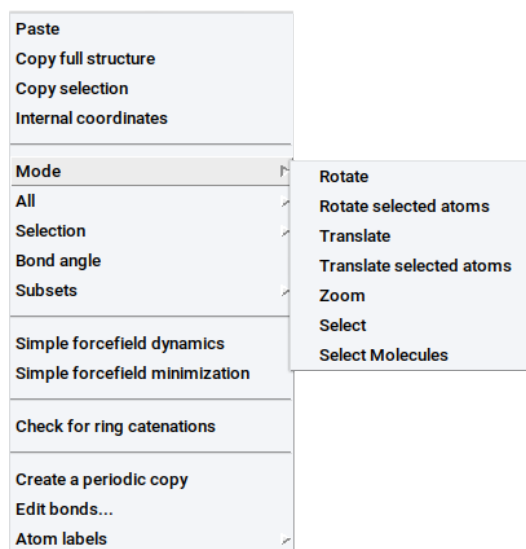 Paste
Copy full structure
Copy selection
Internal coordinates
Mode
All
Selection
Bond angle
Subsets
Simple forcefield dynamics
Simple forcefield minimization
Check for ring catenations
Create a periodic copy
Edit bonds...
Atom labels
Rotate
Rotate selected atoms
Translate
Translate selected atoms
Zoom
Select
Select Molecules